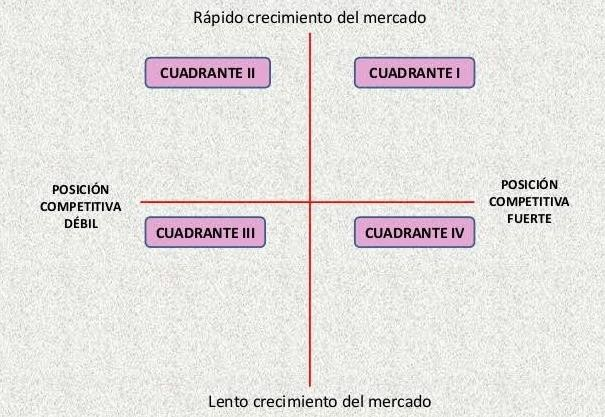 Rápido crecimiento del mercado
CUADRANTE II
CUADRANTE I
POSICIÓN
COMPETITIVA
DÉBIL
POSICIÓN
COMPETITIVA
FUERTE
CUADRANTE III
CUADRANTE IV
Lento crecimiento del mercado